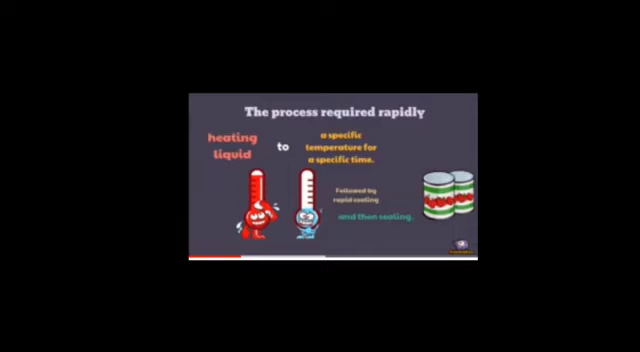 The process required rapidly
heating
liquid
to
a specific
temperature for
a specific time.
Followed by
rapid cooling
and then sealing.